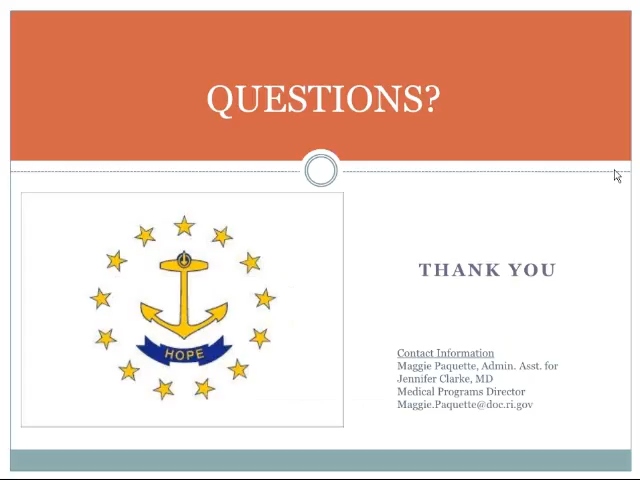 QUESTIONS?
HOPE
THANK YOU
Contact Information
Maggie Paquette, Admin. Asst. for
Jennifer Clarke, MD
Medical Programs Director
Maggie.Paquette@doc.ri.gov